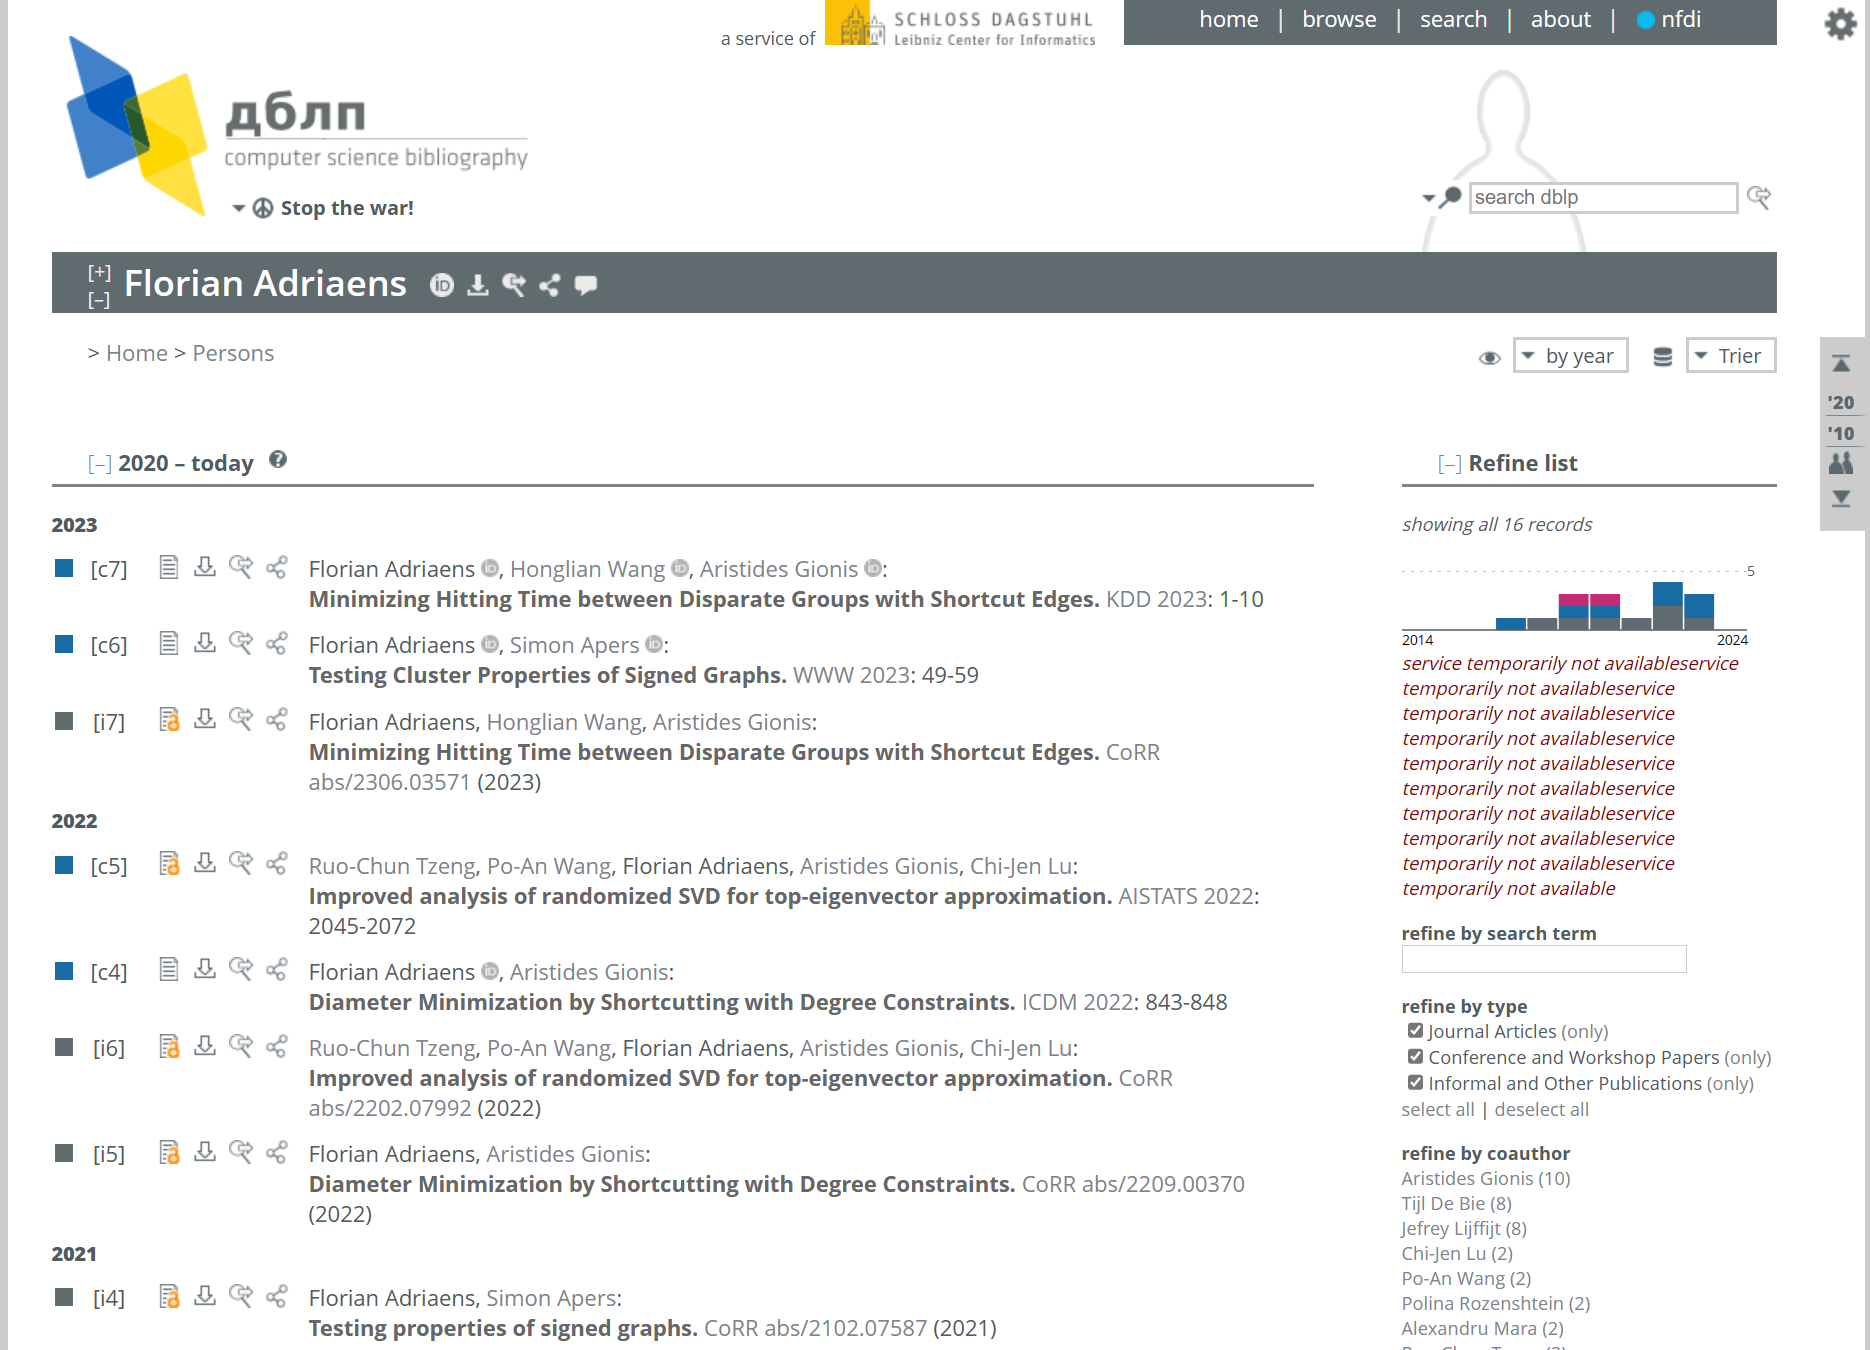 a service of
SCHLOSS DAGSTUHL
Leibniz Center for Informatics
home | browse | search | about | nfdi
дблп
computer science bibliography
Stop the war!
search dblp
[+]
[–]
Florian Adriaens
> Home > Persons
by year
Trier
'20
'10
[–] 2020 – today
2023
[c7] Florian Adriaens, Honglian Wang, Aristides Gionis:
Minimizing Hitting Time between Disparate Groups with Shortcut Edges. KDD 2023: 1-10
[c6] Florian Adriaens, Simon Apers:
Testing Cluster Properties of Signed Graphs. WWW 2023: 49-59
[i7] Florian Adriaens, Honglian Wang, Aristides Gionis:
Minimizing Hitting Time between Disparate Groups with Shortcut Edges. CoRR
abs/2306.03571 (2023)
2022
[c5] Ruo-Chun Tzeng, Po-An Wang, Florian Adriaens, Aristides Gionis, Chi-Jen Lu:
Improved analysis of randomized SVD for top-eigenvector approximation. AISTATS 2022:
2045-2072
[c4] Florian Adriaens, Aristides Gionis:
Diameter Minimization by Shortcutting with Degree Constraints. ICDM 2022: 843-848
[i6] Ruo-Chun Tzeng, Po-An Wang, Florian Adriaens, Aristides Gionis, Chi-Jen Lu:
Improved analysis of randomized SVD for top-eigenvector approximation. CoRR
abs/2202.07992 (2022)
[i5] Florian Adriaens, Aristides Gionis:
Diameter Minimization by Shortcutting with Degree Constraints. CoRR abs/2209.00370
(2022)
2021
[i4] Florian Adriaens, Simon Apers:
Testing properties of signed graphs. CoRR abs/2102.07587 (2021)
[–] Refine list
showing all 16 records
5
2014 2024
service temporarily not availableservice
temporarily not availableservice
temporarily not availableservice
temporarily not availableservice
temporarily not availableservice
temporarily not availableservice
temporarily not availableservice
temporarily not availableservice
temporarily not availableservice
temporarily not available
refine by search term
refine by type
Journal Articles (only)
Conference and Workshop Papers (only)
Informal and Other Publications (only)
select all | deselect all
refine by coauthor
Aristides Gionis (10)
Tijl De Bie (8)
Jefrey Lijffijt (8)
Chi-Jen Lu (2)
Po-An Wang (2)
Polina Rozenshtein (2)
Alexandru Mara (2)